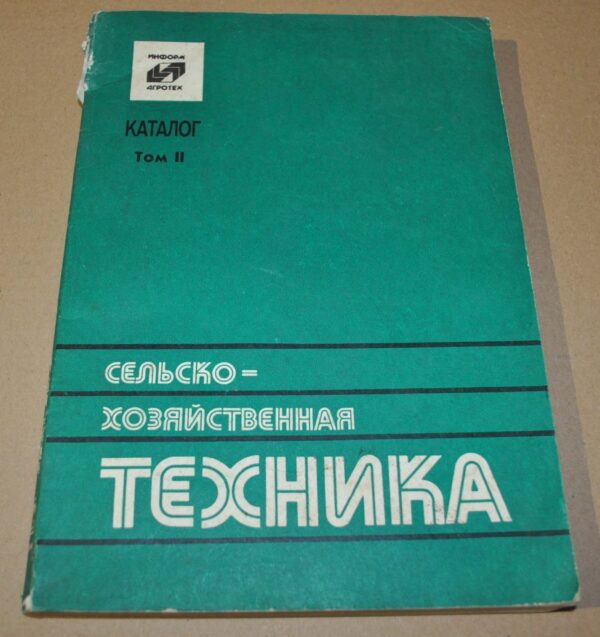 ИНФОРМ
АГРОТЕХ
КАТАЛОГ
Том II
СЕЛЬСКО-
ХОЗЯЙСТВЕННАЯ
ТЕХНИКА